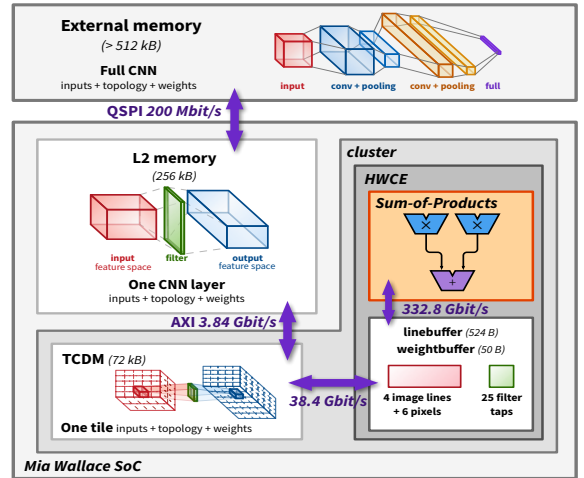 External memory
(> 512 kB)
Full CNN
inputs + topology + weights
input
conv + pooling
conv + pooling
full
QSPI 200 Mbit/s
L2 memory
(256 kB)
input
feature space
filter
output
feature space
One CNN layer
inputs + topology + weights
AXI 3.84 Gbit/s
cluster
HWCE
Sum-of-Products
×
×
+
332.8 Gbit/s
linebuffer (524 B)
weightbuffer (50 B)
4 image lines
+ 6 pixels
25 filter
taps
TCDM (72 kB)
38.4 Gbit/s
One tile inputs + topology + weights
Mia Wallace SoC